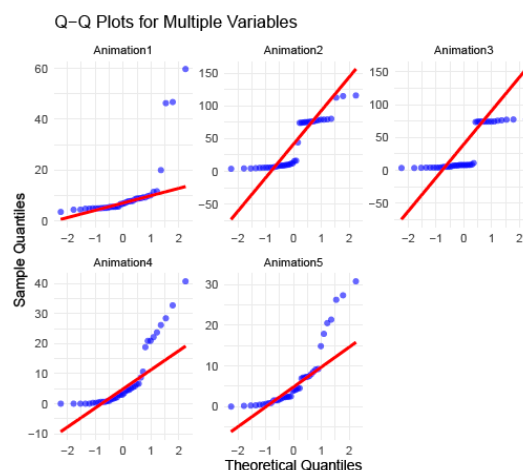 Q−Q Plots for Multiple Variables
Animation1
Animation2
Animation3
60
40
20
0
150
100
50
0
−50
150
100
50
0
−50
−2 −1 0 1 2
−2 −1 0 1 2
−2 −1 0 1 2
Sample Quantiles
Animation4
Animation5
40
30
20
10
0
−10
30
20
10
0
−2 −1 0 1 2
−2 −1 0 1 2
Theoretical Quantiles